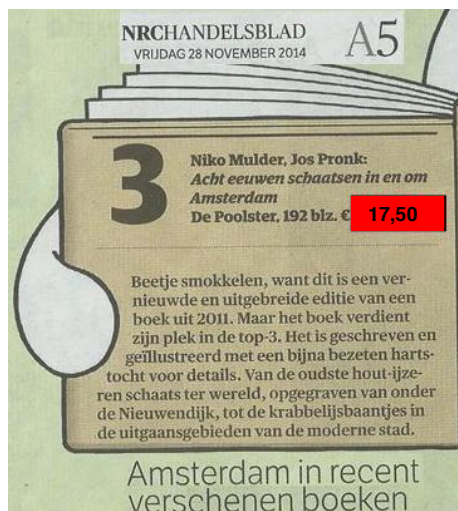 NRCHANDELSBLAD
VRIJDAG 28 NOVEMBER 2014
A5
3
Niko Mulder, Jos Pronk:
Acht eeuwen schaatsen in en om
Amsterdam
De Poolster, 192 blz. € 17,50
Beetje smokkelen, want dit is een ver-
nieuwde en uitgebreide editie van een
boek uit 2011. Maar het boek verdient
zijn plek in de top-3. Het is geschreven en
geïllustreerd met een bijna bezeten harts-
tocht voor details. Van de oudste hout-ijze-
ren schaats ter wereld, opgegraven van onder
de Nieuwendijk, tot de krabbelijsbaantjes in
de uitgaansgebieden van de moderne stad.
Amsterdam in recent
verschenen boeken